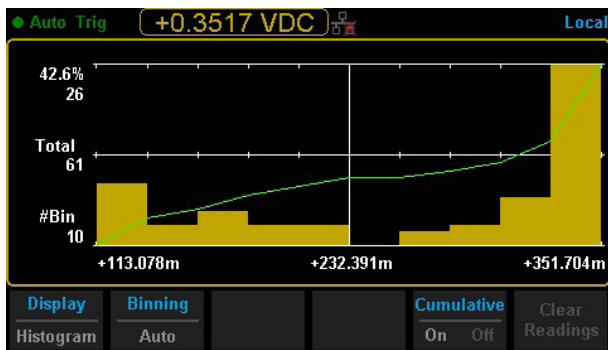 Auto Trig +0.3517 VDC Local
42.6%
26
Total
61
#Bin
10
+113.078m +232.391m +351.704m
Display Binning Cumulative Clear
Histogram Auto On Off Readings